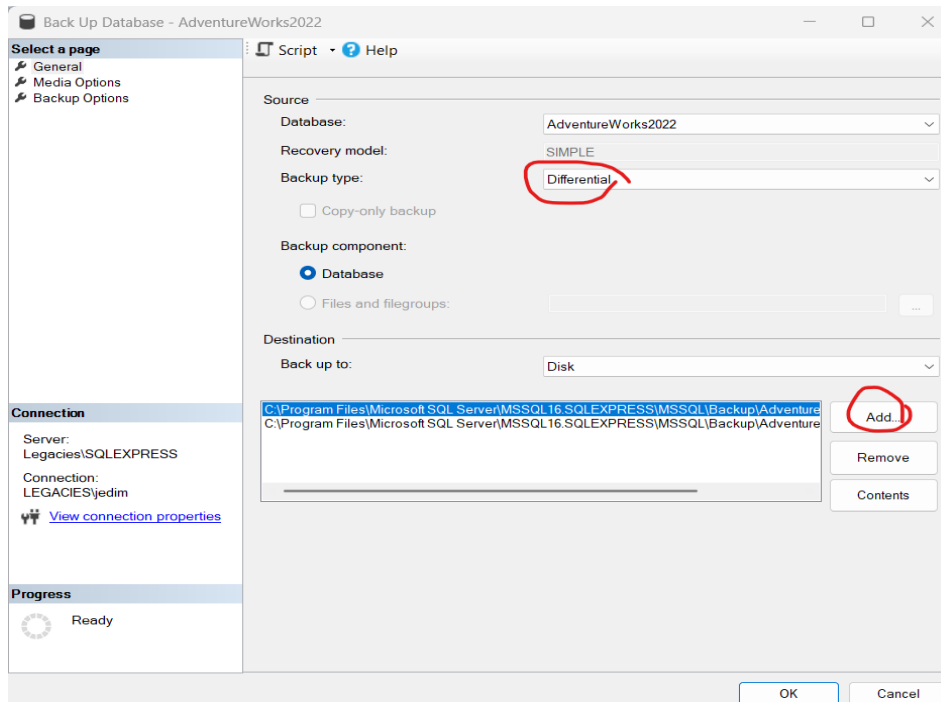 Back Up Database - AdventureWorks2022
Select a page
General
Media Options
Backup Options
Script Help
Source
Database: AdventureWorks2022
Recovery model: SIMPLE
Backup type: Differential
Copy-only backup
Backup component:
Database
Files and filegroups: ...
Destination
Back up to: Disk
C:\Program Files\Microsoft SQL Server\MSSQL16.SQLEXPRESS\MSSQL\Backup\Adventure
C:\Program Files\Microsoft SQL Server\MSSQL16.SQLEXPRESS\MSSQL\Backup\Adventure
Add...
Remove
Contents
Connection
Server:
Legacies\SQLEXPRESS
Connection:
LEGACIES\jedim
View connection properties
Progress
Ready
OK Cancel